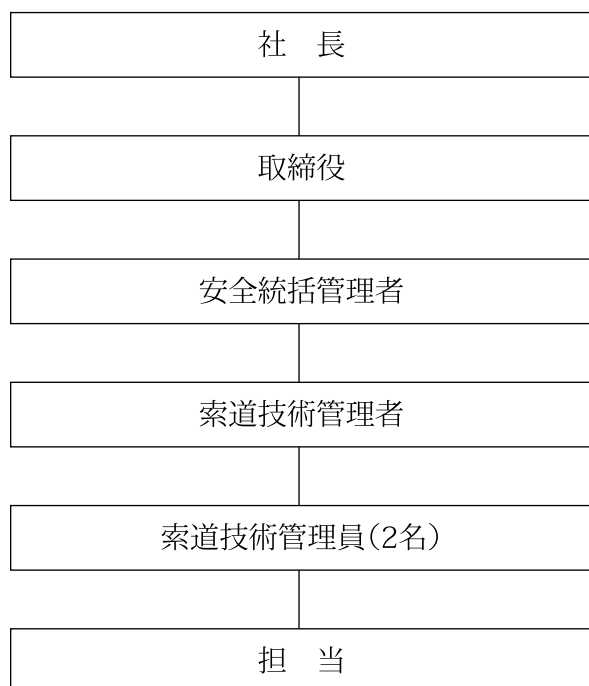 社　長
取締役
安全統括管理者
索道技術管理者
索道技術管理員(2名)
担　当